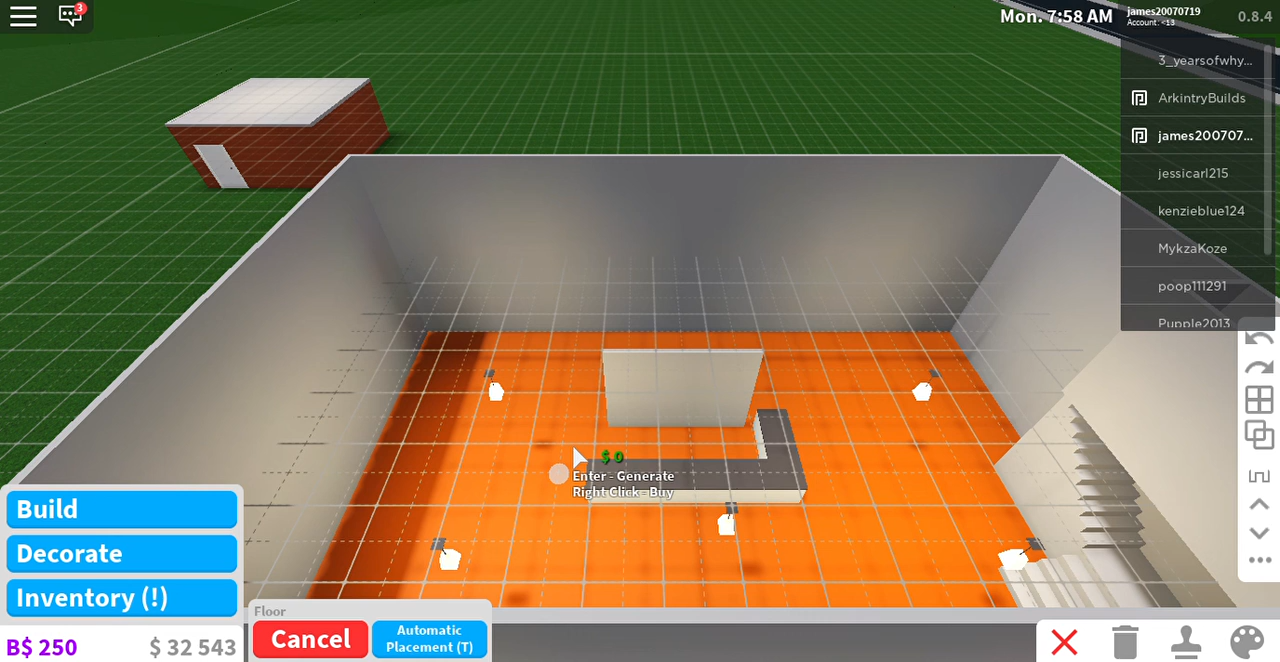 3
Mon. 7:58 AM
james20070719
Account: <13
0.8.4
3_yearsofwhy...
ArkintryBuilds
james200707...
jessicarl215
kenzieblue124
MykzaKoze
poop111291
Pupple2013
$ 0
Enter - Generate
Right Click - Buy
Build
Decorate
Inventory (!)
B$ 250
$ 32 543
Floor
Cancel
Automatic
Placement (T)